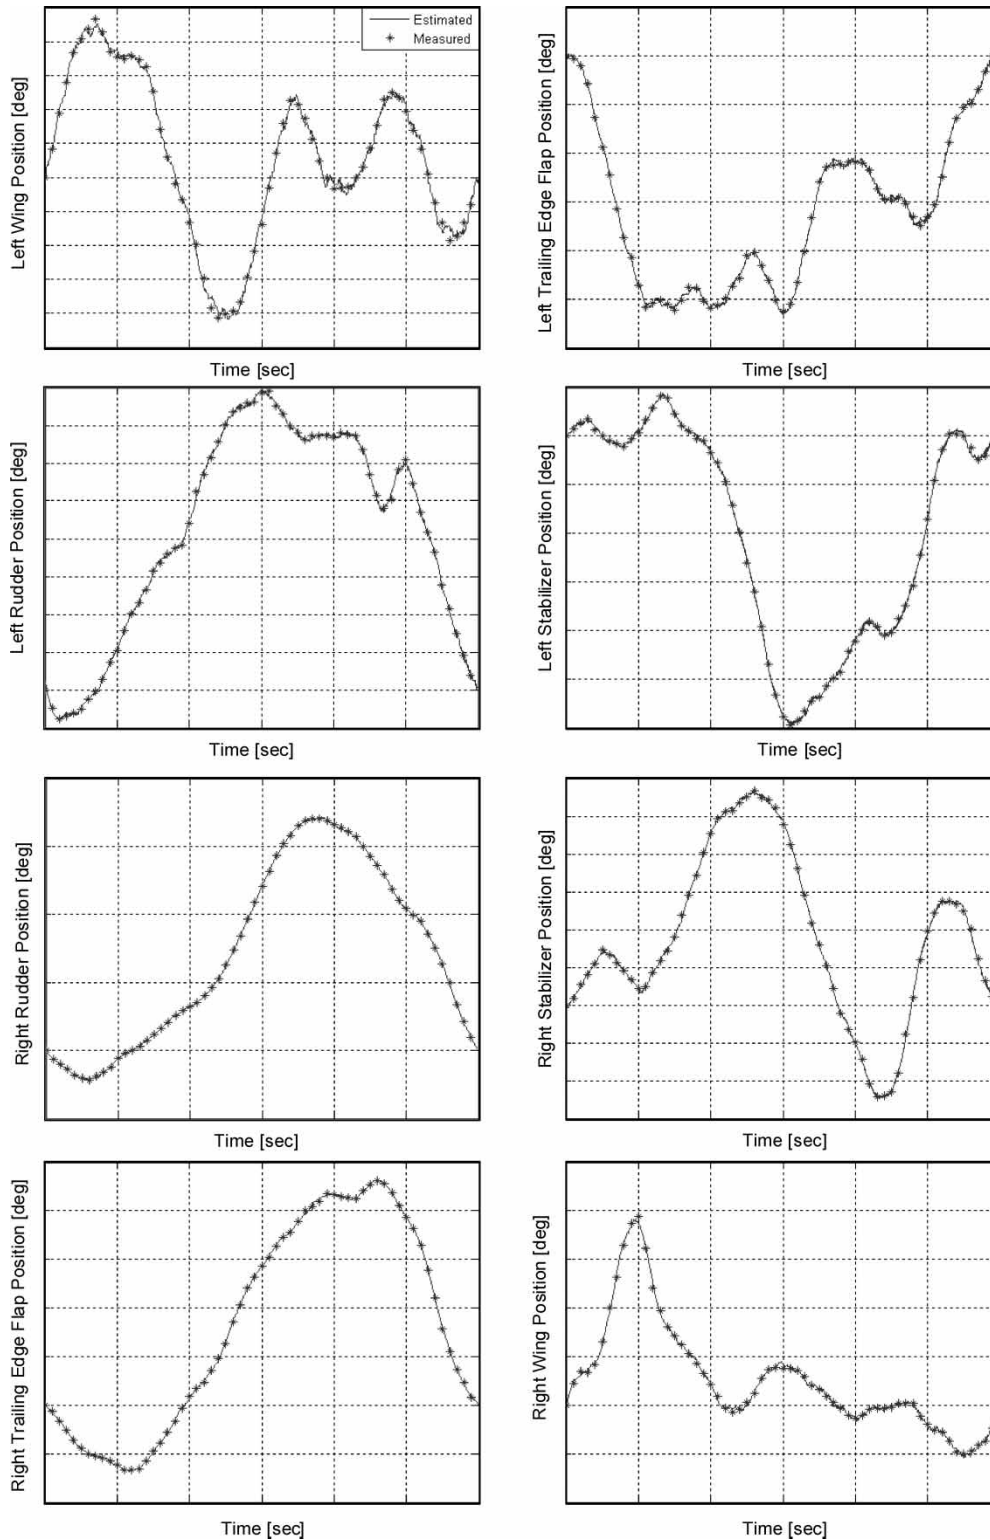 Estimated
Measured
Left Wing Position [deg]
Time [sec]
Left Trailing Edge Flap Position [deg]
Time [sec]
Left Rudder Position [deg]
Time [sec]
Left Stabilizer Position [deg]
Time [sec]
Right Rudder Position [deg]
Time [sec]
Right Stabilizer Position [deg]
Time [sec]
Right Trailing Edge Flap Position [deg]
Time [sec]
Right Wing Position [deg]
Time [sec]